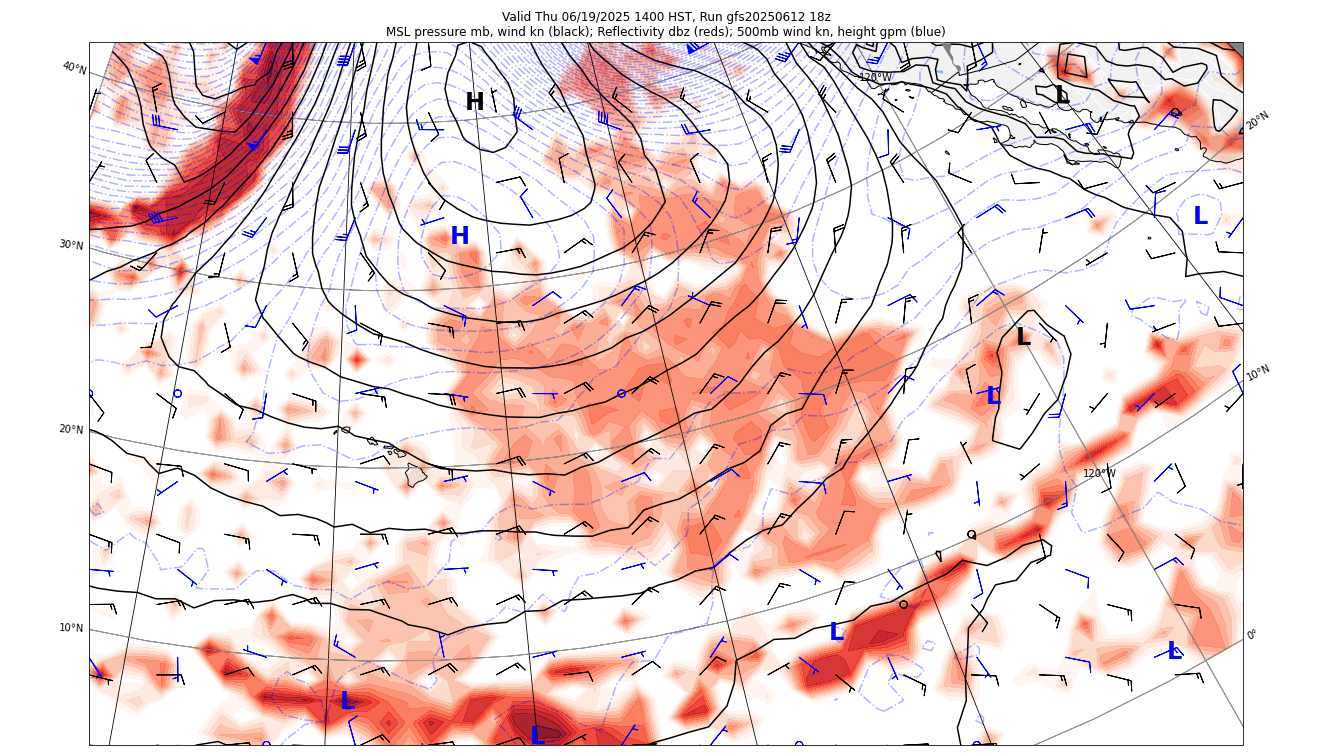 Valid Thu 06/19/2025 1400 HST, Run gfs20250612 18z
MSL pressure mb, wind kn (black); Reflectivity dbz (reds); 500mb wind kn, height gpm (blue)
40°N
120°W
H
L
20°N
L
30°N
H
L
10°N
L
20°N
120°W
10°N
L
0°
L
L
L